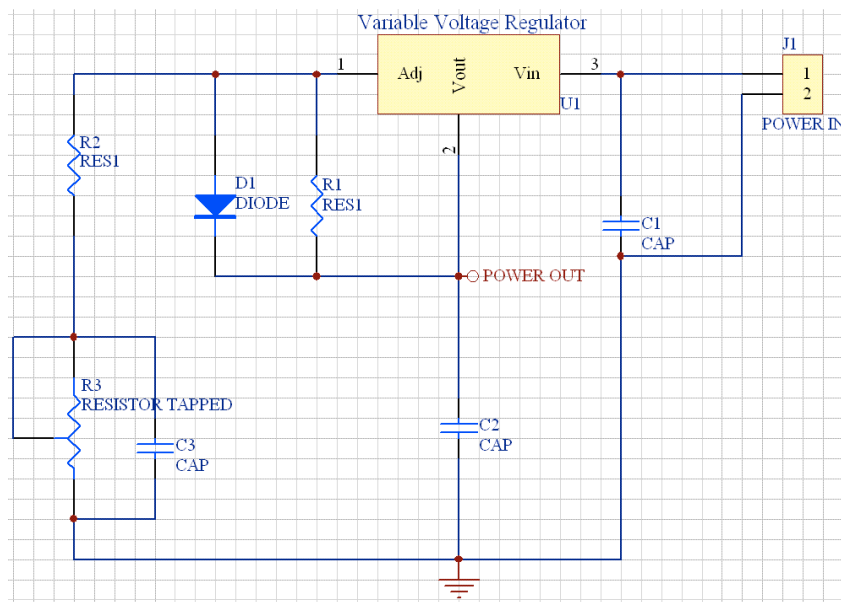 Variable Voltage Regulator
J1
1
Adj
Vout
Vin
3
1
2
U1
POWER IN
2
R2
RES1
D1
DIODE
R1
RES1
C1
CAP
POWER OUT
R3
RESISTOR TAPPED
C3
CAP
C2
CAP